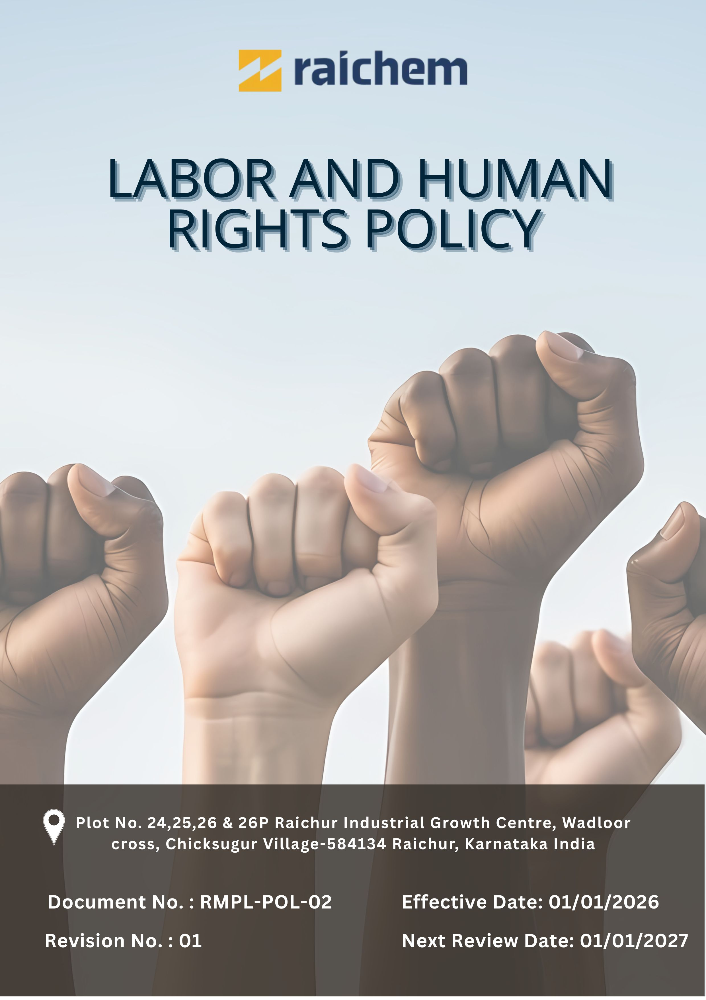 raichem
LABOR AND HUMAN
RIGHTS POLICY
Plot No. 24,25,26 & 26P Raichur Industrial Growth Centre, Wadloor
cross, Chicksugur Village-584134 Raichur, Karnataka India
Document No. : RMPL-POL-02
Effective Date: 01/01/2026
Revision No. : 01
Next Review Date: 01/01/2027